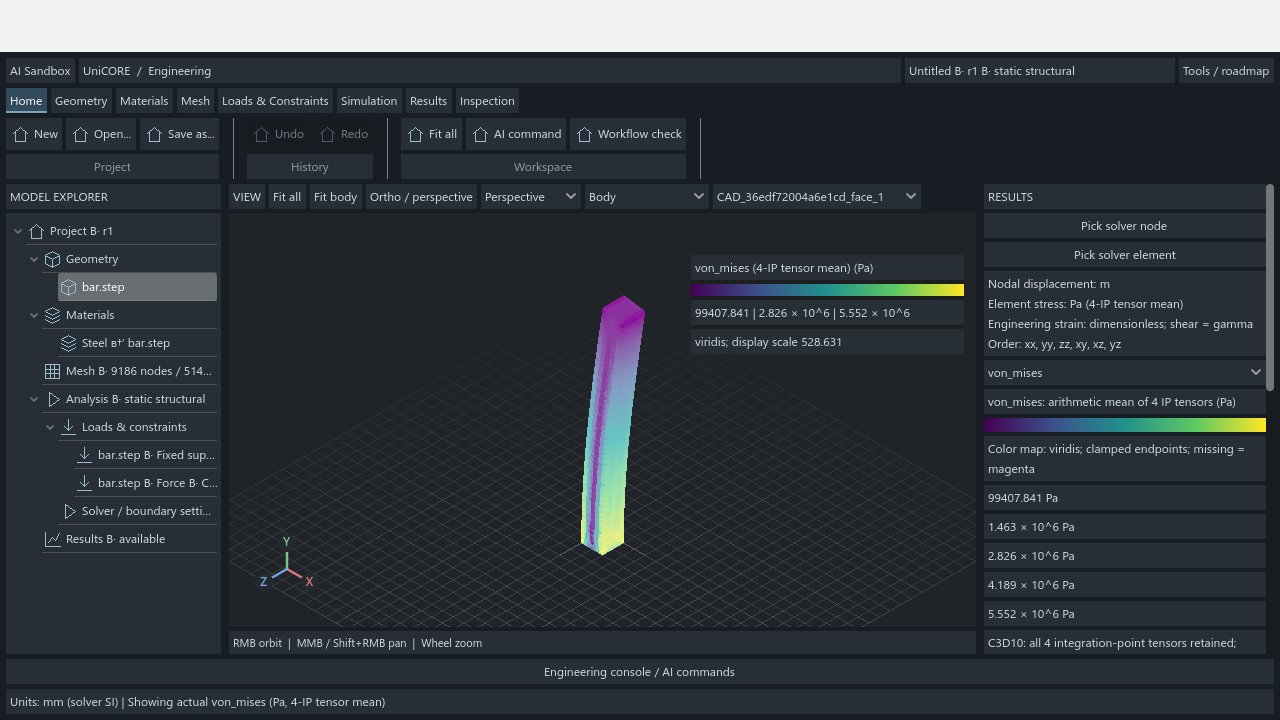 AI Sandbox
UniCORE / Engineering
Untitled В· r1 В· static structural
Tools / roadmap
Home
Geometry
Materials
Mesh
Loads & Constraints
Simulation
Results
Inspection
New
Open...
Save as...
Undo
Redo
Fit all
AI command
Workflow check
Project
History
Workspace
MODEL EXPLORER
VIEW
Fit all
Fit body
Ortho / perspective
Perspective
Body
CAD_36edf72004a6e1cd_face_1
RESULTS
Project В· r1
Geometry
bar.step
Materials
Steel в†’ bar.step
Mesh В· 9186 nodes / 514...
Analysis В· static structural
Loads & constraints
bar.step В· Fixed sup...
bar.step В· Force В· C...
Solver / boundary setti...
Results В· available
von_mises (4-IP tensor mean) (Pa)
99407.841 | 2.826 × 10^6 | 5.552 × 10^6
viridis; display scale 528.631
Y
Z
X
RMB orbit | MMB / Shift+RMB pan | Wheel zoom
Pick solver node
Pick solver element
Nodal displacement: m
Element stress: Pa (4-IP tensor mean)
Engineering strain: dimensionless; shear = gamma
Order: xx, yy, zz, xy, xz, yz
von_mises
von_mises: arithmetic mean of 4 IP tensors (Pa)
Color map: viridis; clamped endpoints; missing =
magenta
99407.841 Pa
1.463 × 10^6 Pa
2.826 × 10^6 Pa
4.189 × 10^6 Pa
5.552 × 10^6 Pa
C3D10: all 4 integration-point tensors retained;
Engineering console / AI commands
Units: mm (solver SI) | Showing actual von_mises (Pa, 4-IP tensor mean)